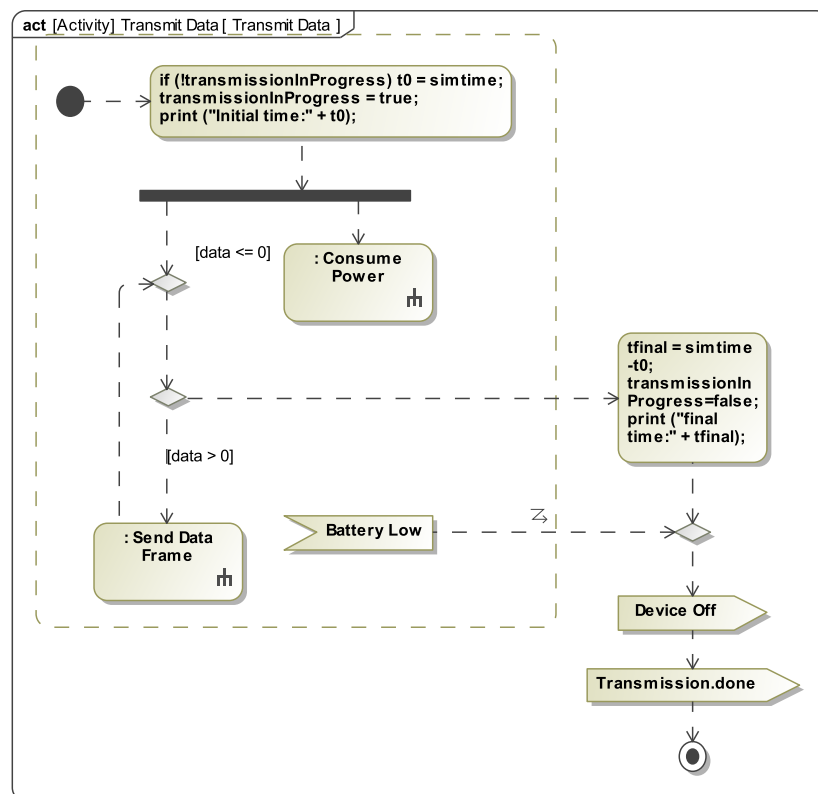 act [Activity] Transmit Data [ Transmit Data ]
if (!transmissionInProgress) t0 = simtime;
transmissionInProgress = true;
print ("Initial time:" + t0);
[data <= 0]
: Consume
Power
tfinal = simtime
-t0;
transmissionIn
Progress=false;
print ("final
time:" + tfinal);
[data > 0]
: Send Data
Frame
Battery Low
Device Off
Transmission.done